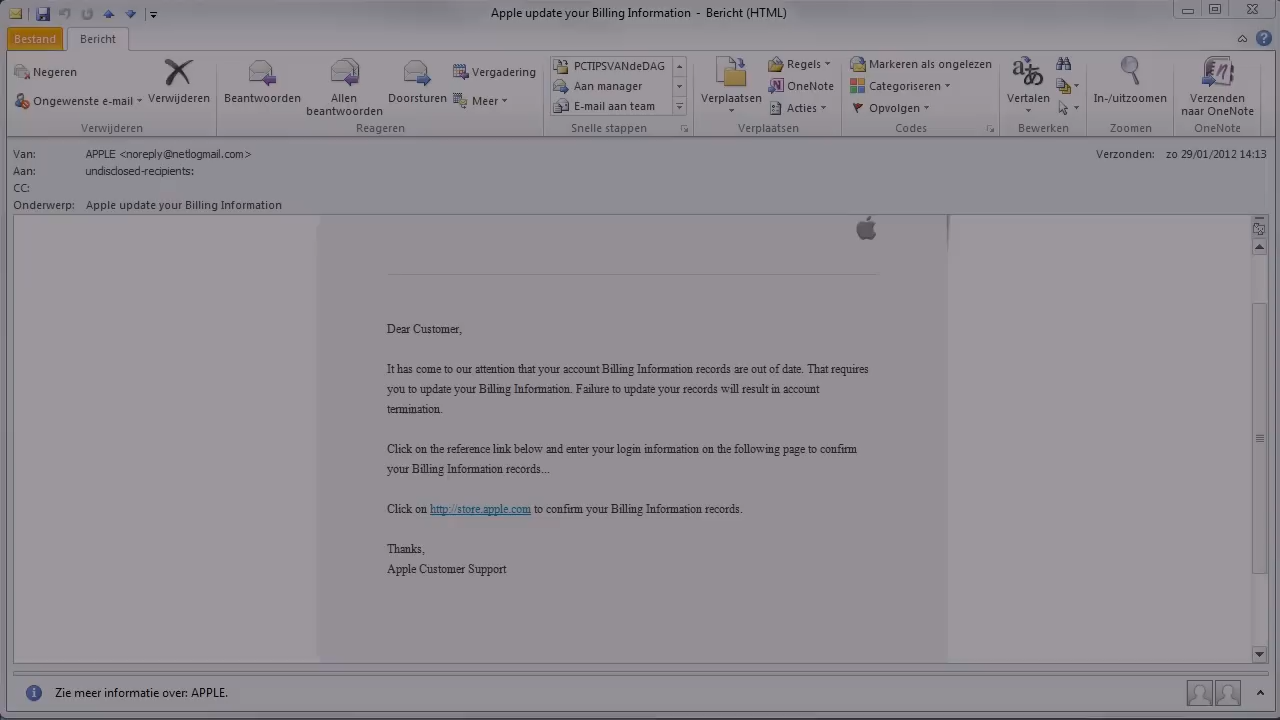 Apple update your Billing Information - Bericht (HTML)
Bestand Bericht
Negeren
Ongewenste e-mail
Verwijderen
Verwijderen
Beantwoorden
Allen beantwoorden
Doorsturen
Vergadering
Meer
Reageren
PCTIPSVANdeDAG
Aan manager
E-mail aan team
Snelle stappen
Verplaatsen
Regels
OneNote
Acties
Verplaatsen
Markeren als ongelezen
Categoriseren
Opvolgen
Codes
Vertalen
Bewerken
In-/uitzoomen
Zoomen
Verzenden
naar OneNote
OneNote
Van: APPLE <noreply@netlogmail.com> Verzonden: zo 29/01/2012 14:13
Aan: undisclosed-recipients:
CC:
Onderwerp: Apple update your Billing Information
Dear Customer,
It has come to our attention that your account Billing Information records are out of date. That requires
you to update your Billing Information. Failure to update your records will result in account
termination.
Click on the reference link below and enter your login information on the following page to confirm
your Billing Information records...
Click on http://store.apple.com to confirm your Billing Information records.
Thanks,
Apple Customer Support
Zie meer informatie over: APPLE.